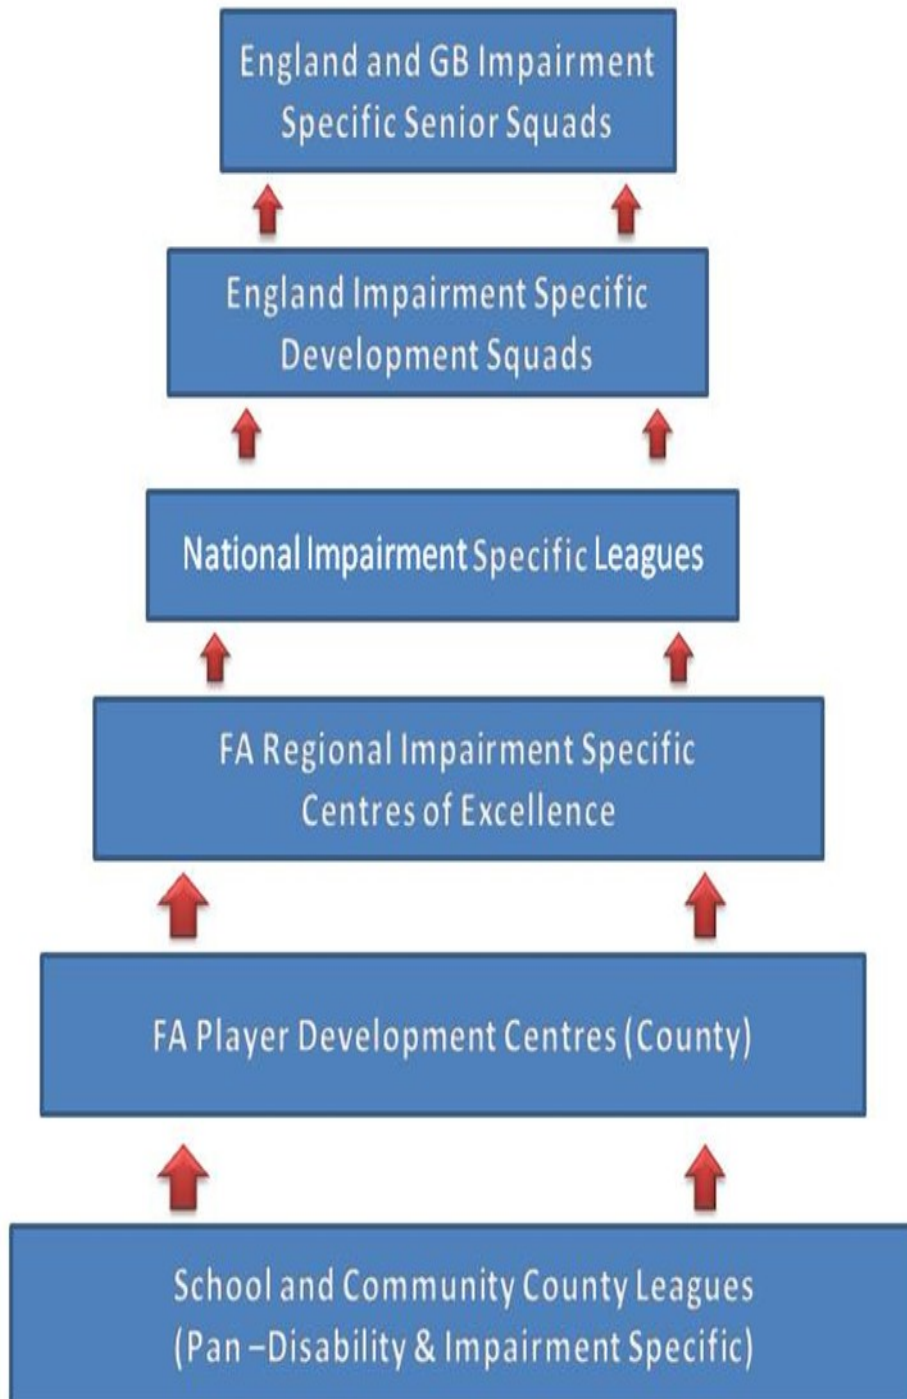 England and GB Impairment
Specific Senior Squads
England Impairment Specific
Development Squads
National Impairment Specific Leagues
FA Regional Impairment Specific
Centres of Excellence
FA Player Development Centres (County)
School and Community County Leagues
(Pan –Disability & Impairment Specific)